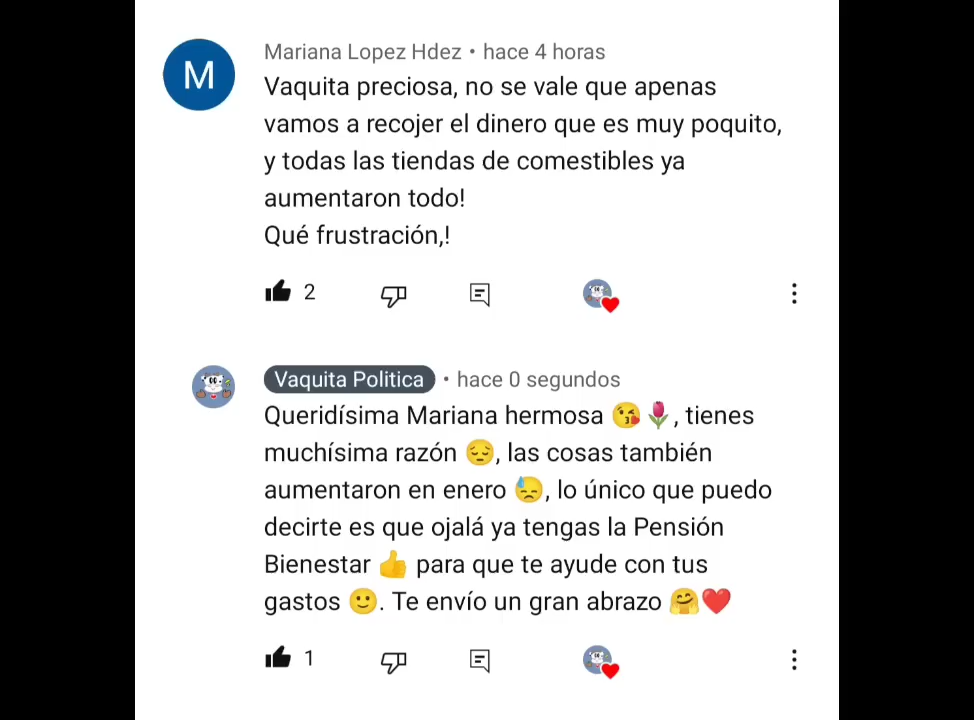 M
Mariana Lopez Hdez • hace 4 horas
Vaquita preciosa, no se vale que apenas
vamos a recojer el dinero que es muy poquito,
y todas las tiendas de comestibles ya
aumentaron todo!
Qué frustración,!
2
Vaquita Politica • hace 0 segundos
Queridísima Mariana hermosa 😘🌷, tienes
muchísima razón 😔, las cosas también
aumentaron en enero 😓, lo único que puedo
decirte es que ojalá ya tengas la Pensión
Bienestar 👍 para que te ayude con tus
gastos 🙂. Te envío un gran abrazo 🤗❤️
1